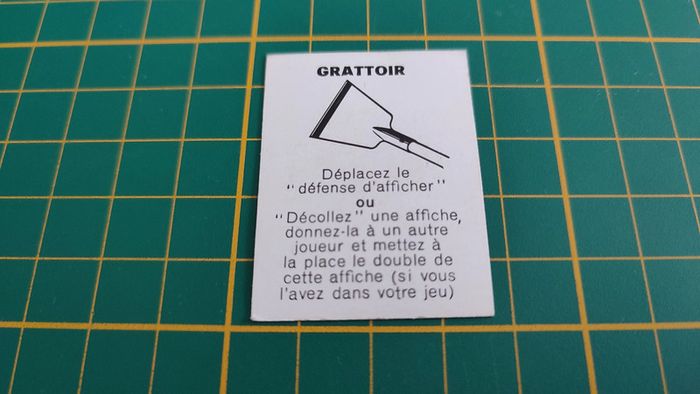 GRATTOIR
Déplacez le
"défense d'afficher"
ou
"Décollez" une affiche,
donnez-la à un autre
joueur et mettez à
la place le double de
cette affiche (si vous
l'avez dans votre jeu)